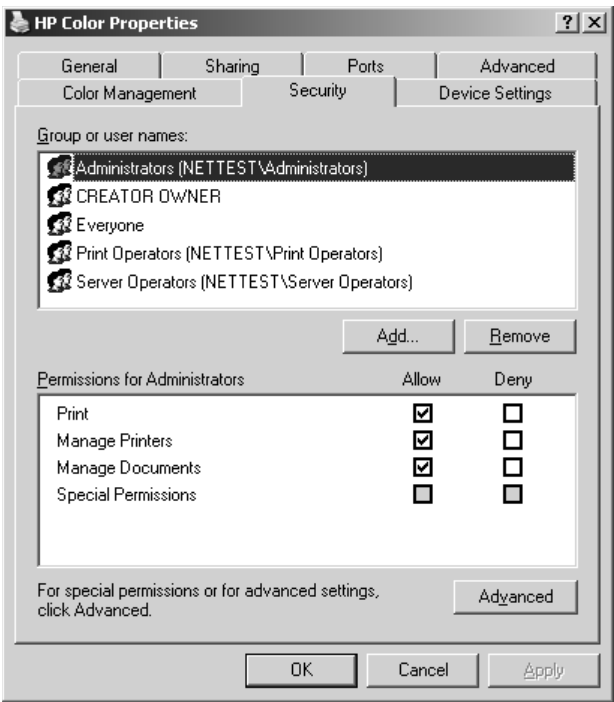 HP Color Properties
General Sharing Ports Advanced
Color Management Security Device Settings
Group or user names:
Administrators (NETTEST\Administrators)
CREATOR OWNER
Everyone
Print Operators (NETTEST\Print Operators)
Server Operators (NETTEST\Server Operators)
Add... Remove
Permissions for Administrators Allow Deny
Print
Manage Printers
Manage Documents
Special Permissions
For special permissions or for advanced settings,
click Advanced.
Advanced
OK Cancel Apply